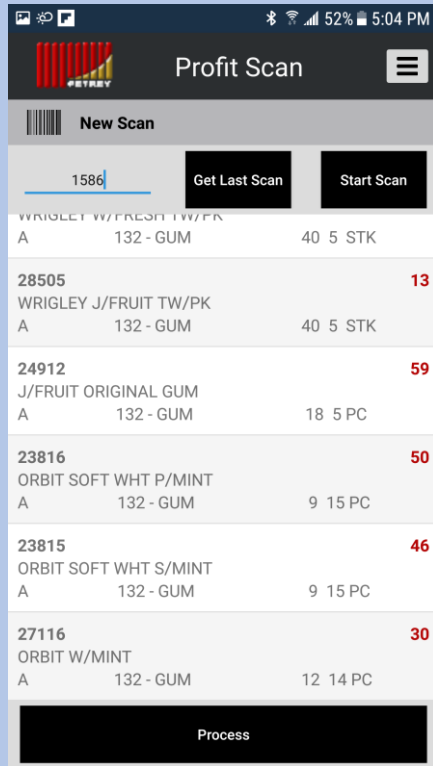 52% 5:04 PM
PETREY
Profit Scan
New Scan
1586
Get Last Scan
Start Scan
WRIGLEY W/FRESH TW/PK
A 132 - GUM 40 5 STK
28505 13
WRIGLEY J/FRUIT TW/PK
A 132 - GUM 40 5 STK
24912 59
J/FRUIT ORIGINAL GUM
A 132 - GUM 18 5 PC
23816 50
ORBIT SOFT WHT P/MINT
A 132 - GUM 9 15 PC
23815 46
ORBIT SOFT WHT S/MINT
A 132 - GUM 9 15 PC
27116 30
ORBIT W/MINT
A 132 - GUM 12 14 PC
Process